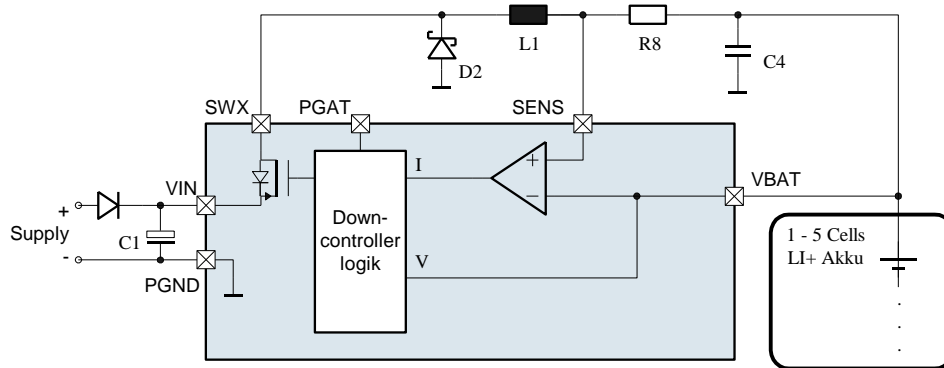 L1
R8
D2
C4
SWX
PGAT
SENS
I
+
−
VIN
VBAT
+
Supply
-
C1
Down-
controller
logik
V
PGND
1 - 5 Cells
LI+ Akku